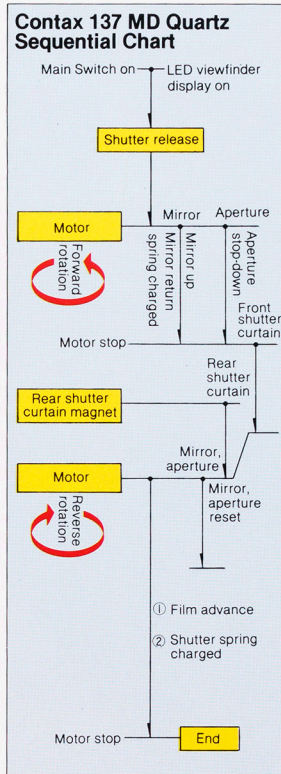 Contax 137 MD Quartz
Sequential Chart
Main Switch on
LED viewfinder
display on
Shutter release
Motor
Mirror
Aperture
Forward
rotation
Mirror up
Mirror return
spring charged
Aperture
stop-down
Front
shutter
curtain
Motor stop
Rear
shutter
curtain
Rear shutter
curtain magnet
Mirror,
aperture
Motor
Mirror,
aperture
reset
Reverse
rotation
① Film advance
② Shutter spring
charged
Motor stop
End